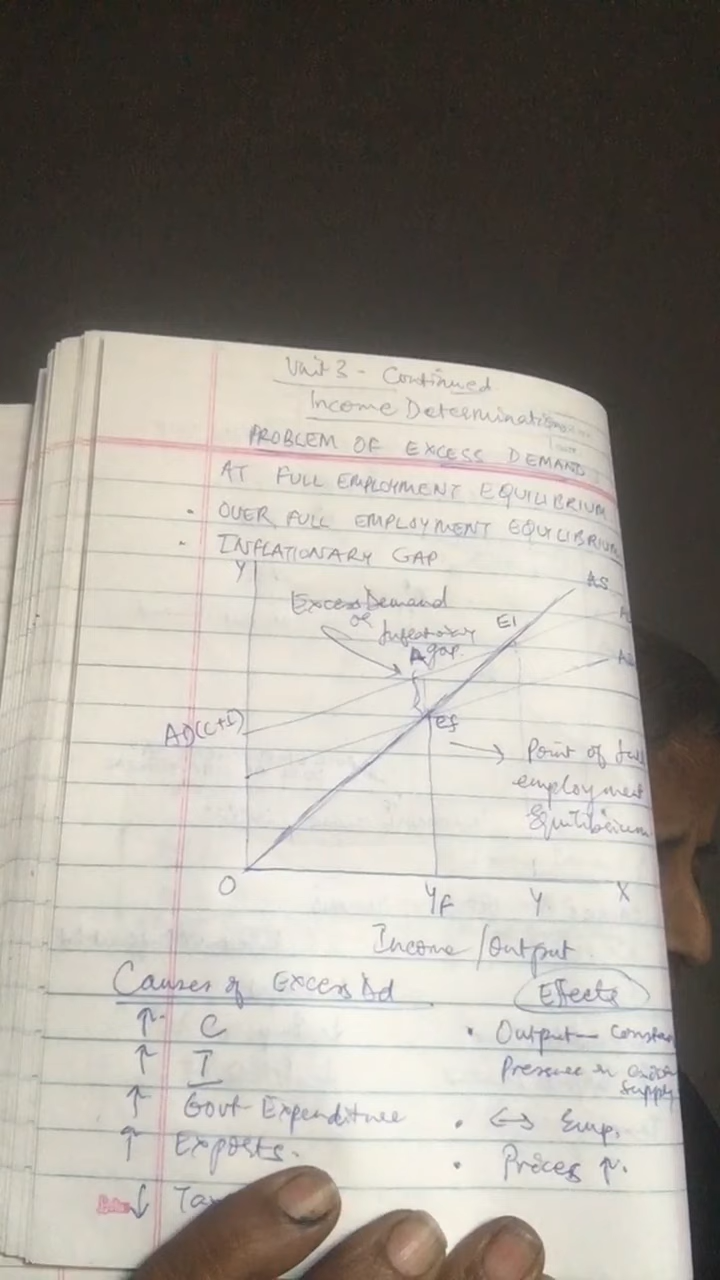 Unit 3 - Continued
Income Determination
PROBLEM OF EXCESS DEMAND
AT FULL EMPLOYMENT EQUILIBRIUM
• OVER FULL EMPLOYMENT EQUILIBRIUM
• INFLATIONARY GAP
Y
AS
Excess Demand
or
E1
gap.
A
AD(C+I)
Ef
Point of full
employment
Equilibrium
O
YF
Y
X
Income/Output
Causes of Excess Ad
Effects
↑ C
• Output - Constan
↑ I
Pressure on
supply
↑ Govt Expenditure
• ↔ Emp.
↑ Exports.
• Prices ↑.
↓ Tax